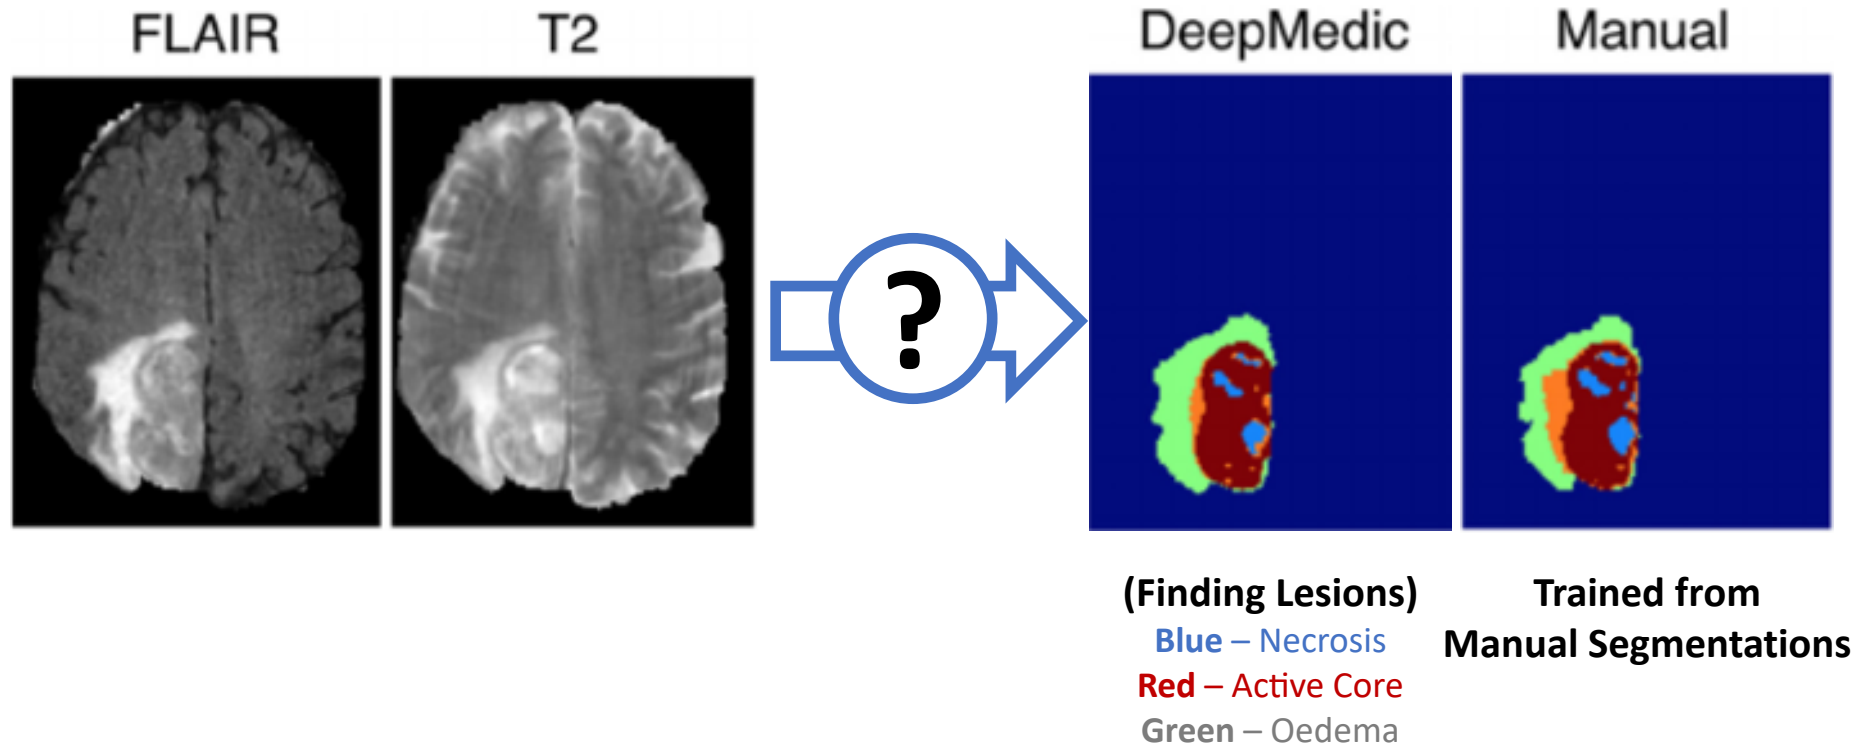 FLAIR
T2
?
DeepMedic
Manual
(Finding Lesions)
Blue – Necrosis
Red – Active Core
Green – Oedema
Trained from
Manual Segmentations